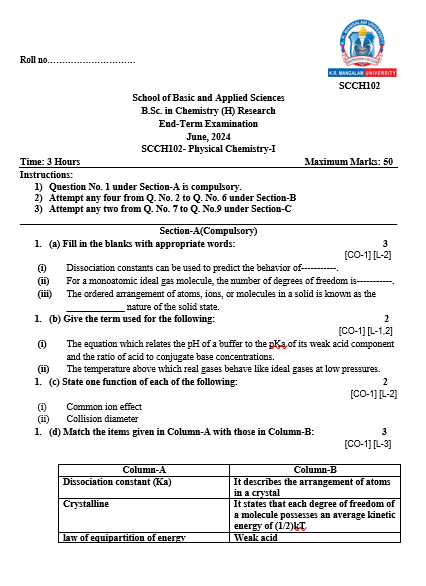 K.R. MANGALAM UNIVERSITY
Roll no…………………………
SCCH102
School of Basic and Applied Sciences
B.Sc. in Chemistry (H) Research
End-Term Examination
June, 2024
SCCH102- Physical Chemistry-I
Time: 3 Hours Maximum Marks: 50
Instructions:
1) Question No. 1 under Section-A is compulsory.
2) Attempt any four from Q. No. 2 to Q. No. 6 under Section-B
3) Attempt any two from Q. No. 7 to Q. No.9 under Section-C
Section-A(Compulsory)
1. (a) Fill in the blanks with appropriate words: 3
[CO-1] [L-2]
(i) Dissociation constants can be used to predict the behavior of-----------.
(ii) For a monoatomic ideal gas molecule, the number of degrees of freedom is-----------.
(iii) The ordered arrangement of atoms, ions, or molecules in a solid is known as the
____________ nature of the solid state.
1. (b) Give the term used for the following: 2
[CO-1] [L-1,2]
(i) The equation which relates the pH of a buffer to the pKa of its weak acid component
and the ratio of acid to conjugate base concentrations.
(ii) The temperature above which real gases behave like ideal gases at low pressures.
1. (c) State one function of each of the following: 2
[CO-1] [L-2]
(i) Common ion effect
(ii) Collision diameter
1. (d) Match the items given in Column-A with those in Column-B: 3
[CO-1] [L-3]
Column-A Column-B
Dissociation constant (Ka) It describes the arrangement of atoms
in a crystal
Crystalline It states that each degree of freedom of
a molecule possesses an average kinetic
energy of (1/2)kT
law of equipartition of energy Weak acid